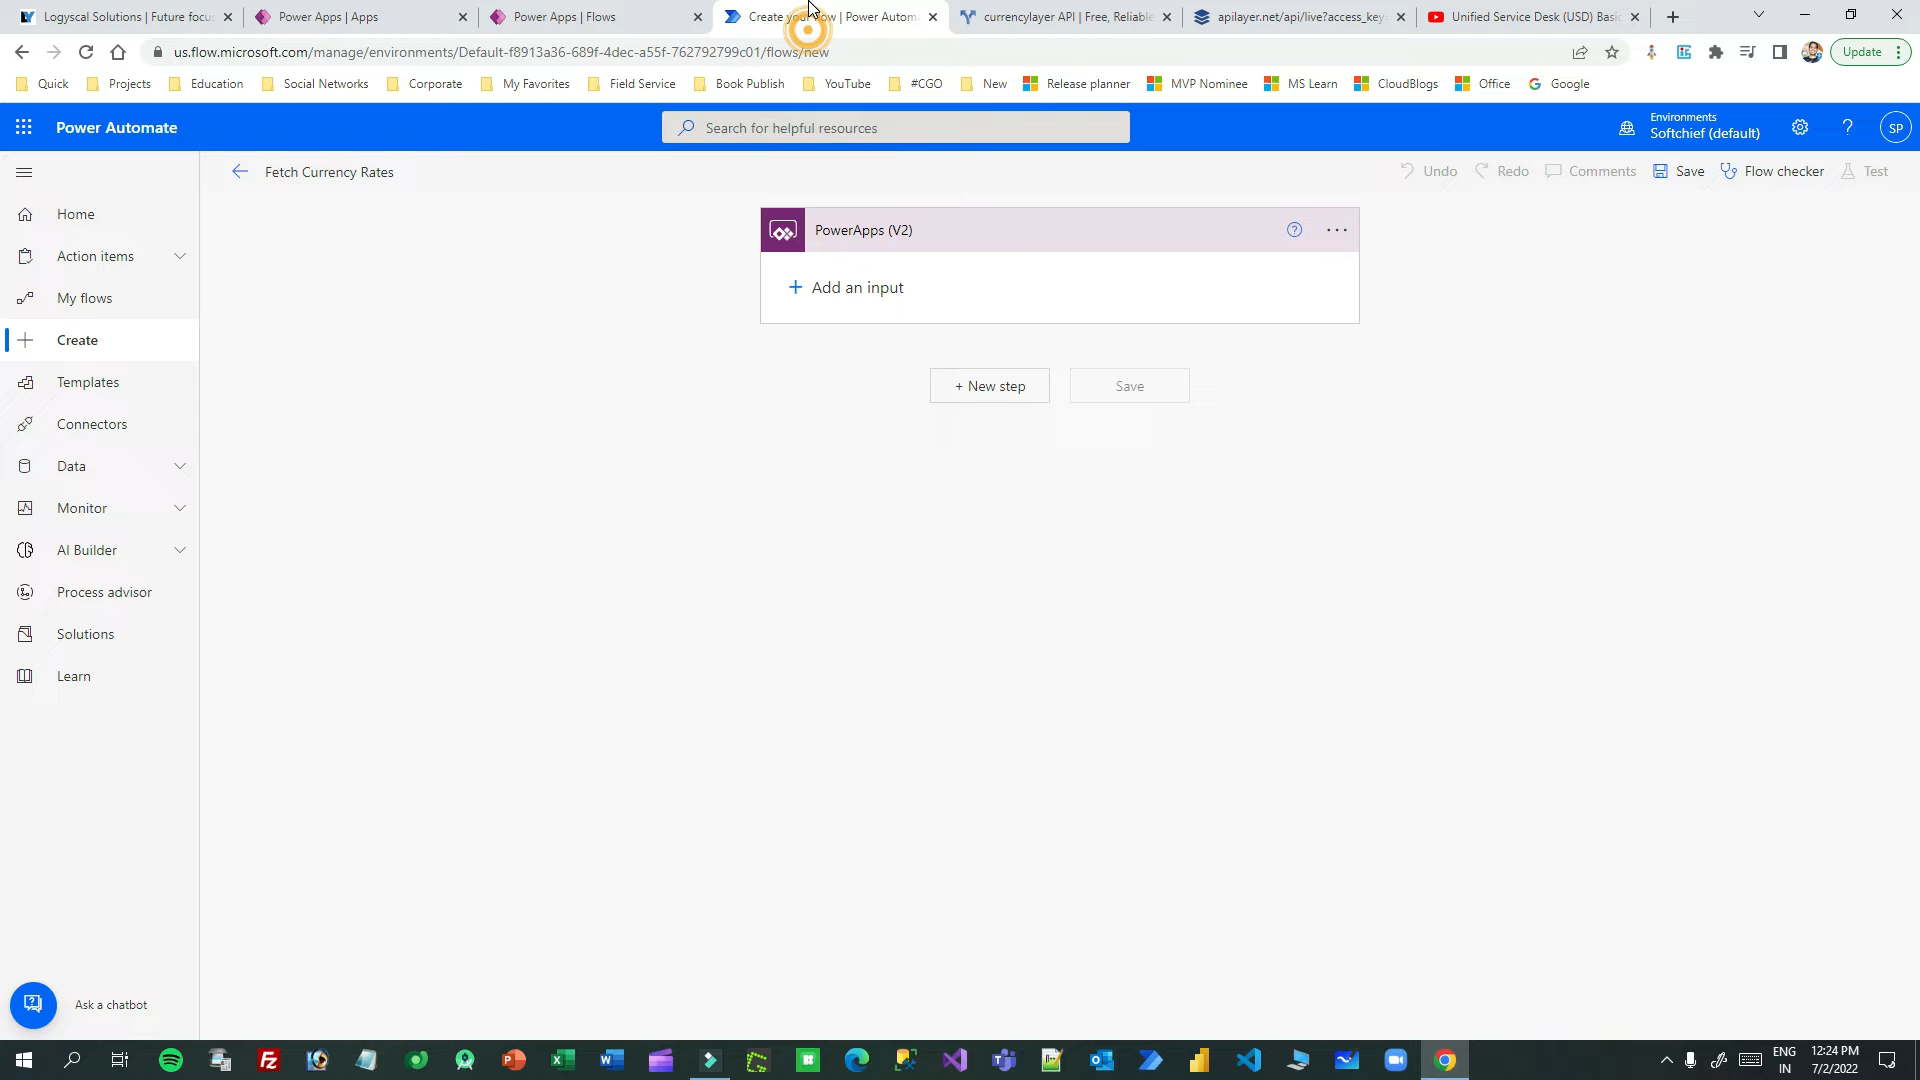 Logyscal Solutions | Future focu
Power Apps | Apps
Power Apps | Flows
Create your flow | Power Autom
currencylayer API | Free, Reliable
apilayer.net/api/live?access_key
Unified Service Desk (USD) Basic
us.flow.microsoft.com/manage/environments/Default-f8913a36-689f-4dec-a55f-762792799c01/flows/new
Update
Quick
Projects
Education
Social Networks
Corporate
My Favorites
Field Service
Book Publish
YouTube
#CGO
New
Release planner
MVP Nominee
MS Learn
CloudBlogs
Office
Google
Power Automate
Search for helpful resources
Environments
Softchief (default)
SP
Fetch Currency Rates
Undo
Redo
Comments
Save
Flow checker
Test
Home
Action items
My flows
Create
Templates
Connectors
Data
Monitor
AI Builder
Process advisor
Solutions
Learn
PowerApps (V2)
+ Add an input
+ New step
Save
Ask a chatbot
ENG
IN
12:24 PM
7/2/2022